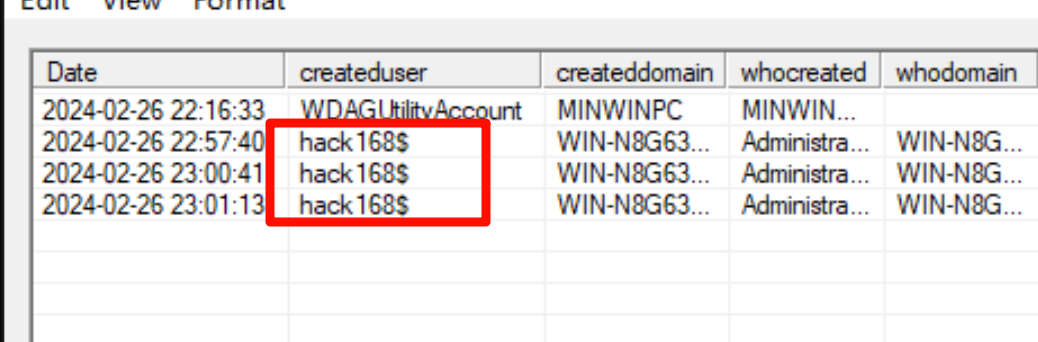 Edit View Format
Date createduser createddomain whocreated whodomain
2024-02-26 22:16:33 WDAGUtilityAccount MINWINPC MINWIN...
2024-02-26 22:57:40 hack168$ WIN-N8G63... Administra... WIN-N8G...
2024-02-26 23:00:41 hack168$ WIN-N8G63... Administra... WIN-N8G...
2024-02-26 23:01:13 hack168$ WIN-N8G63... Administra... WIN-N8G...